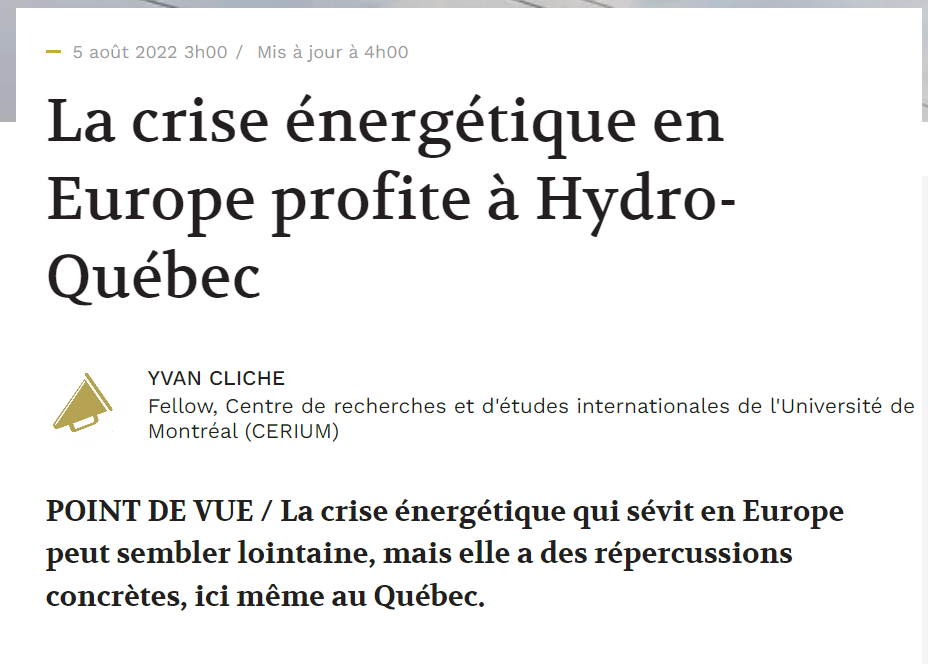 5 août 2022 3h00 / Mis à jour à 4h00
La crise énergétique en
Europe profite à Hydro-
Québec
YVAN CLICHE
Fellow, Centre de recherches et d'études internationales de l'Université de
Montréal (CERIUM)
POINT DE VUE / La crise énergétique qui sévit en Europe
peut sembler lointaine, mais elle a des répercussions
concrètes, ici même au Québec.